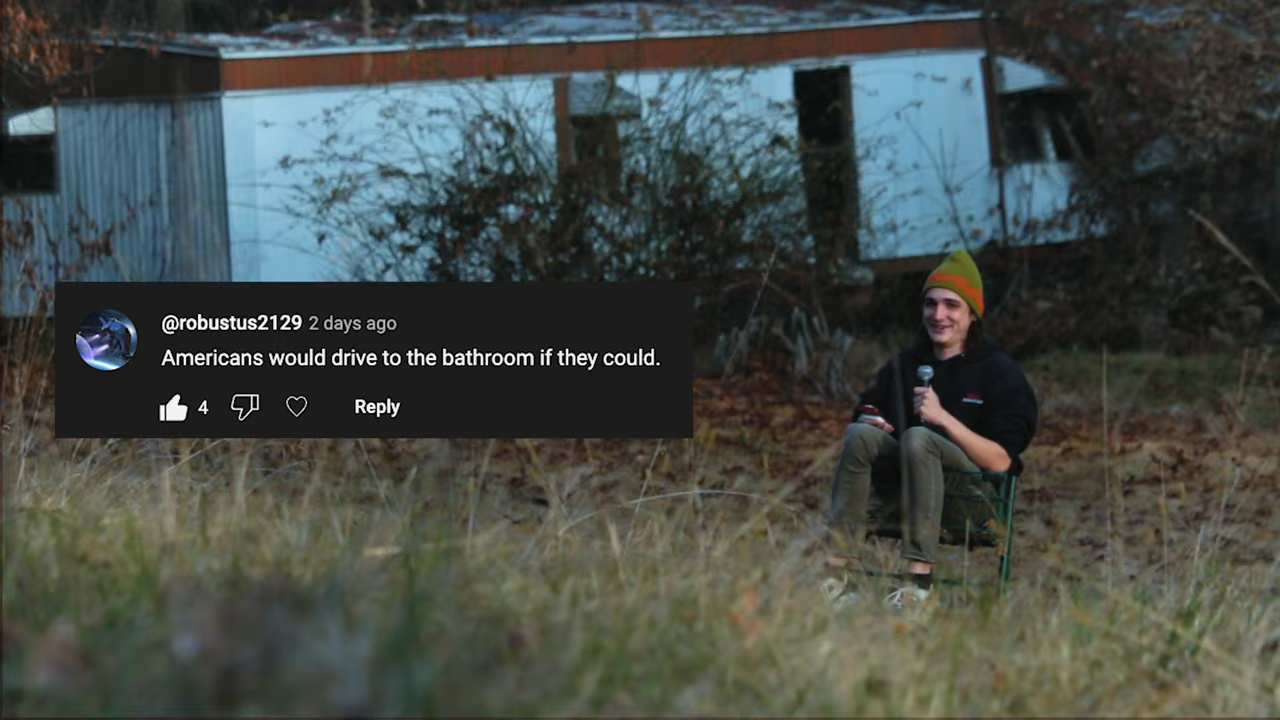 @robustus2129 2 days ago
Americans would drive to the bathroom if they could.
4 Reply